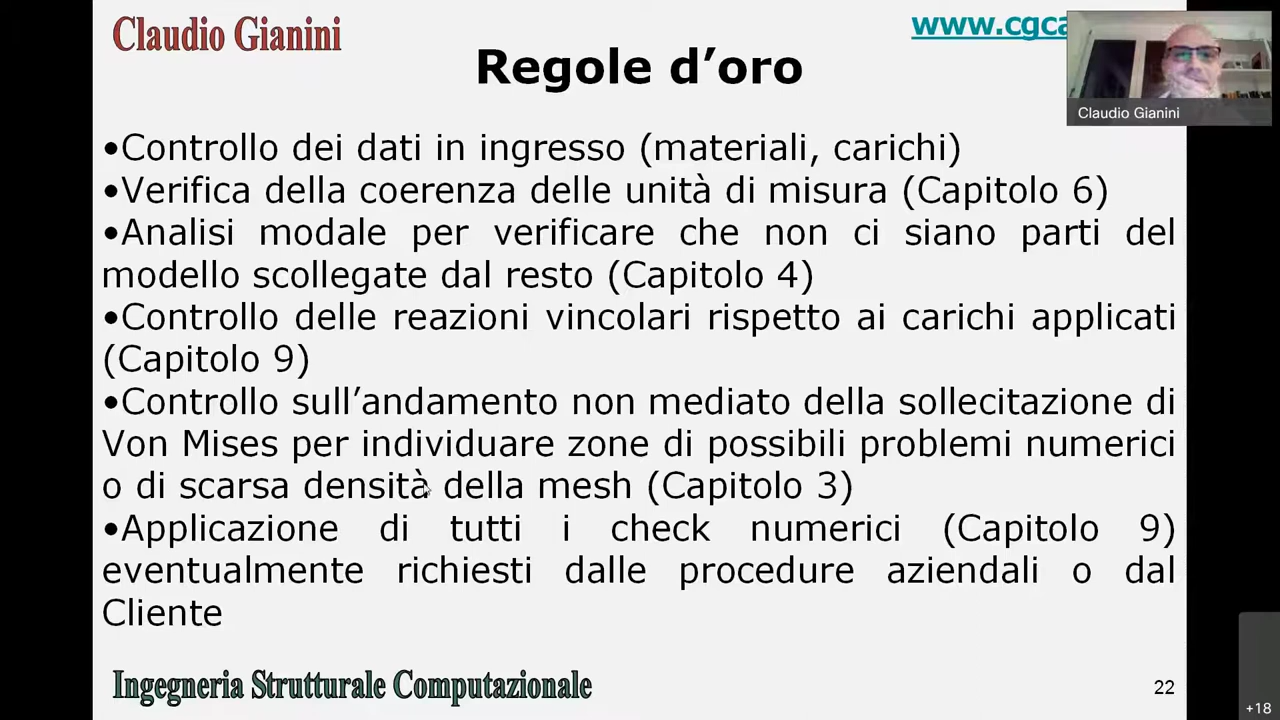 Claudio Gianini
www.cgca
Regole d’oro
Claudio Gianini
•Controllo dei dati in ingresso (materiali, carichi)
•Verifica della coerenza delle unità di misura (Capitolo 6)
•Analisi modale per verificare che non ci siano parti del
modello scollegate dal resto (Capitolo 4)
•Controllo delle reazioni vincolari rispetto ai carichi applicati
(Capitolo 9)
•Controllo sull’andamento non mediato della sollecitazione di
Von Mises per individuare zone di possibili problemi numerici
o di scarsa densità della mesh (Capitolo 3)
•Applicazione di tutti i check numerici (Capitolo 9)
eventualmente richiesti dalle procedure aziendali o dal
Cliente
Ingegneria Strutturale Computazionale
22
+18